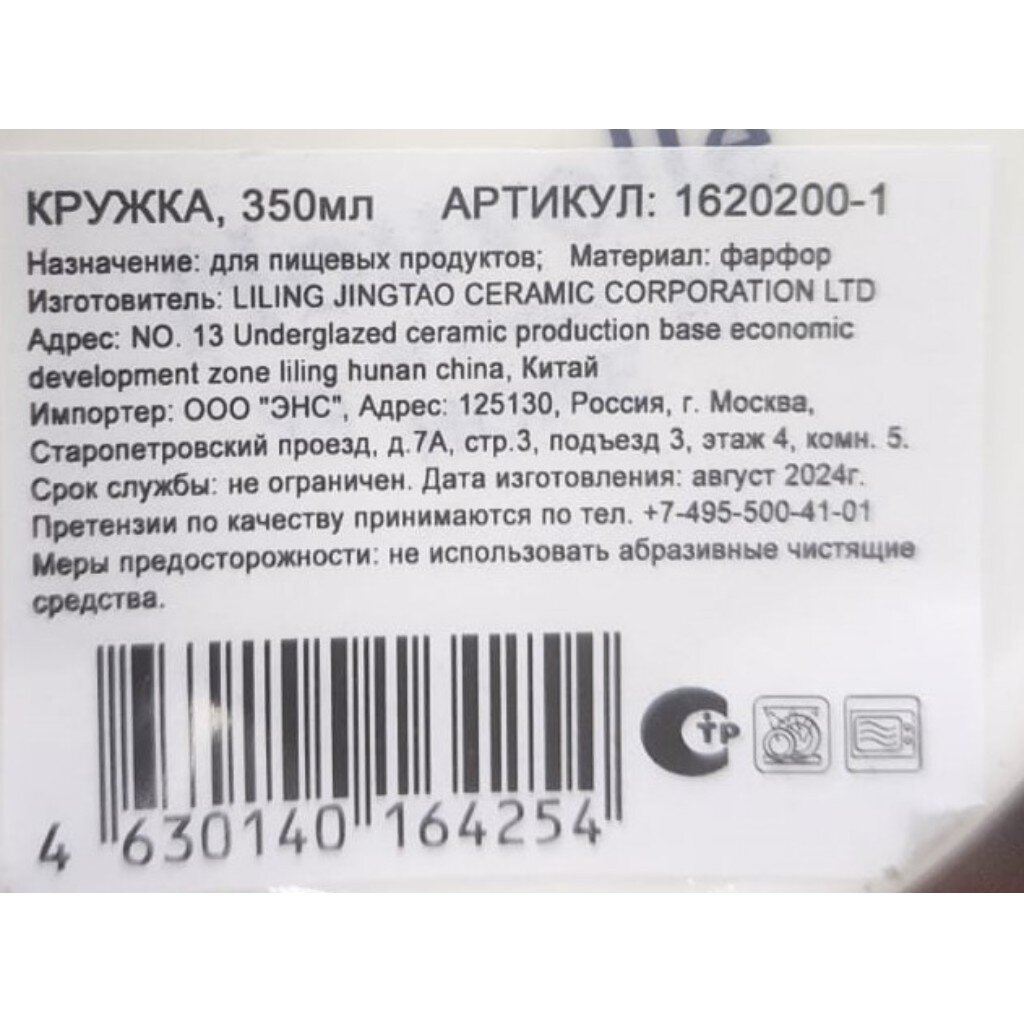 КРУЖКА, 350мл АРТИКУЛ: 1620200-1
Назначение: для пищевых продуктов; Материал: фарфор
Изготовитель: LILING JINGTAO CERAMIC CORPORATION LTD
Адрес: NO. 13 Underglazed ceramic production base economic
development zone liling hunan china, Китай
Импортер: ООО "ЭНС", Адрес: 125130, Россия, г. Москва,
Старопетровский проезд, д.7А, стр.3, подъезд 3, этаж 4, комн. 5.
Срок службы: не ограничен. Дата изготовления: август 2024г.
Претензии по качеству принимаются по тел. +7-495-500-41-01
Меры предосторожности: не использовать абразивные чистящие
средства.
тр
4 630140 164254